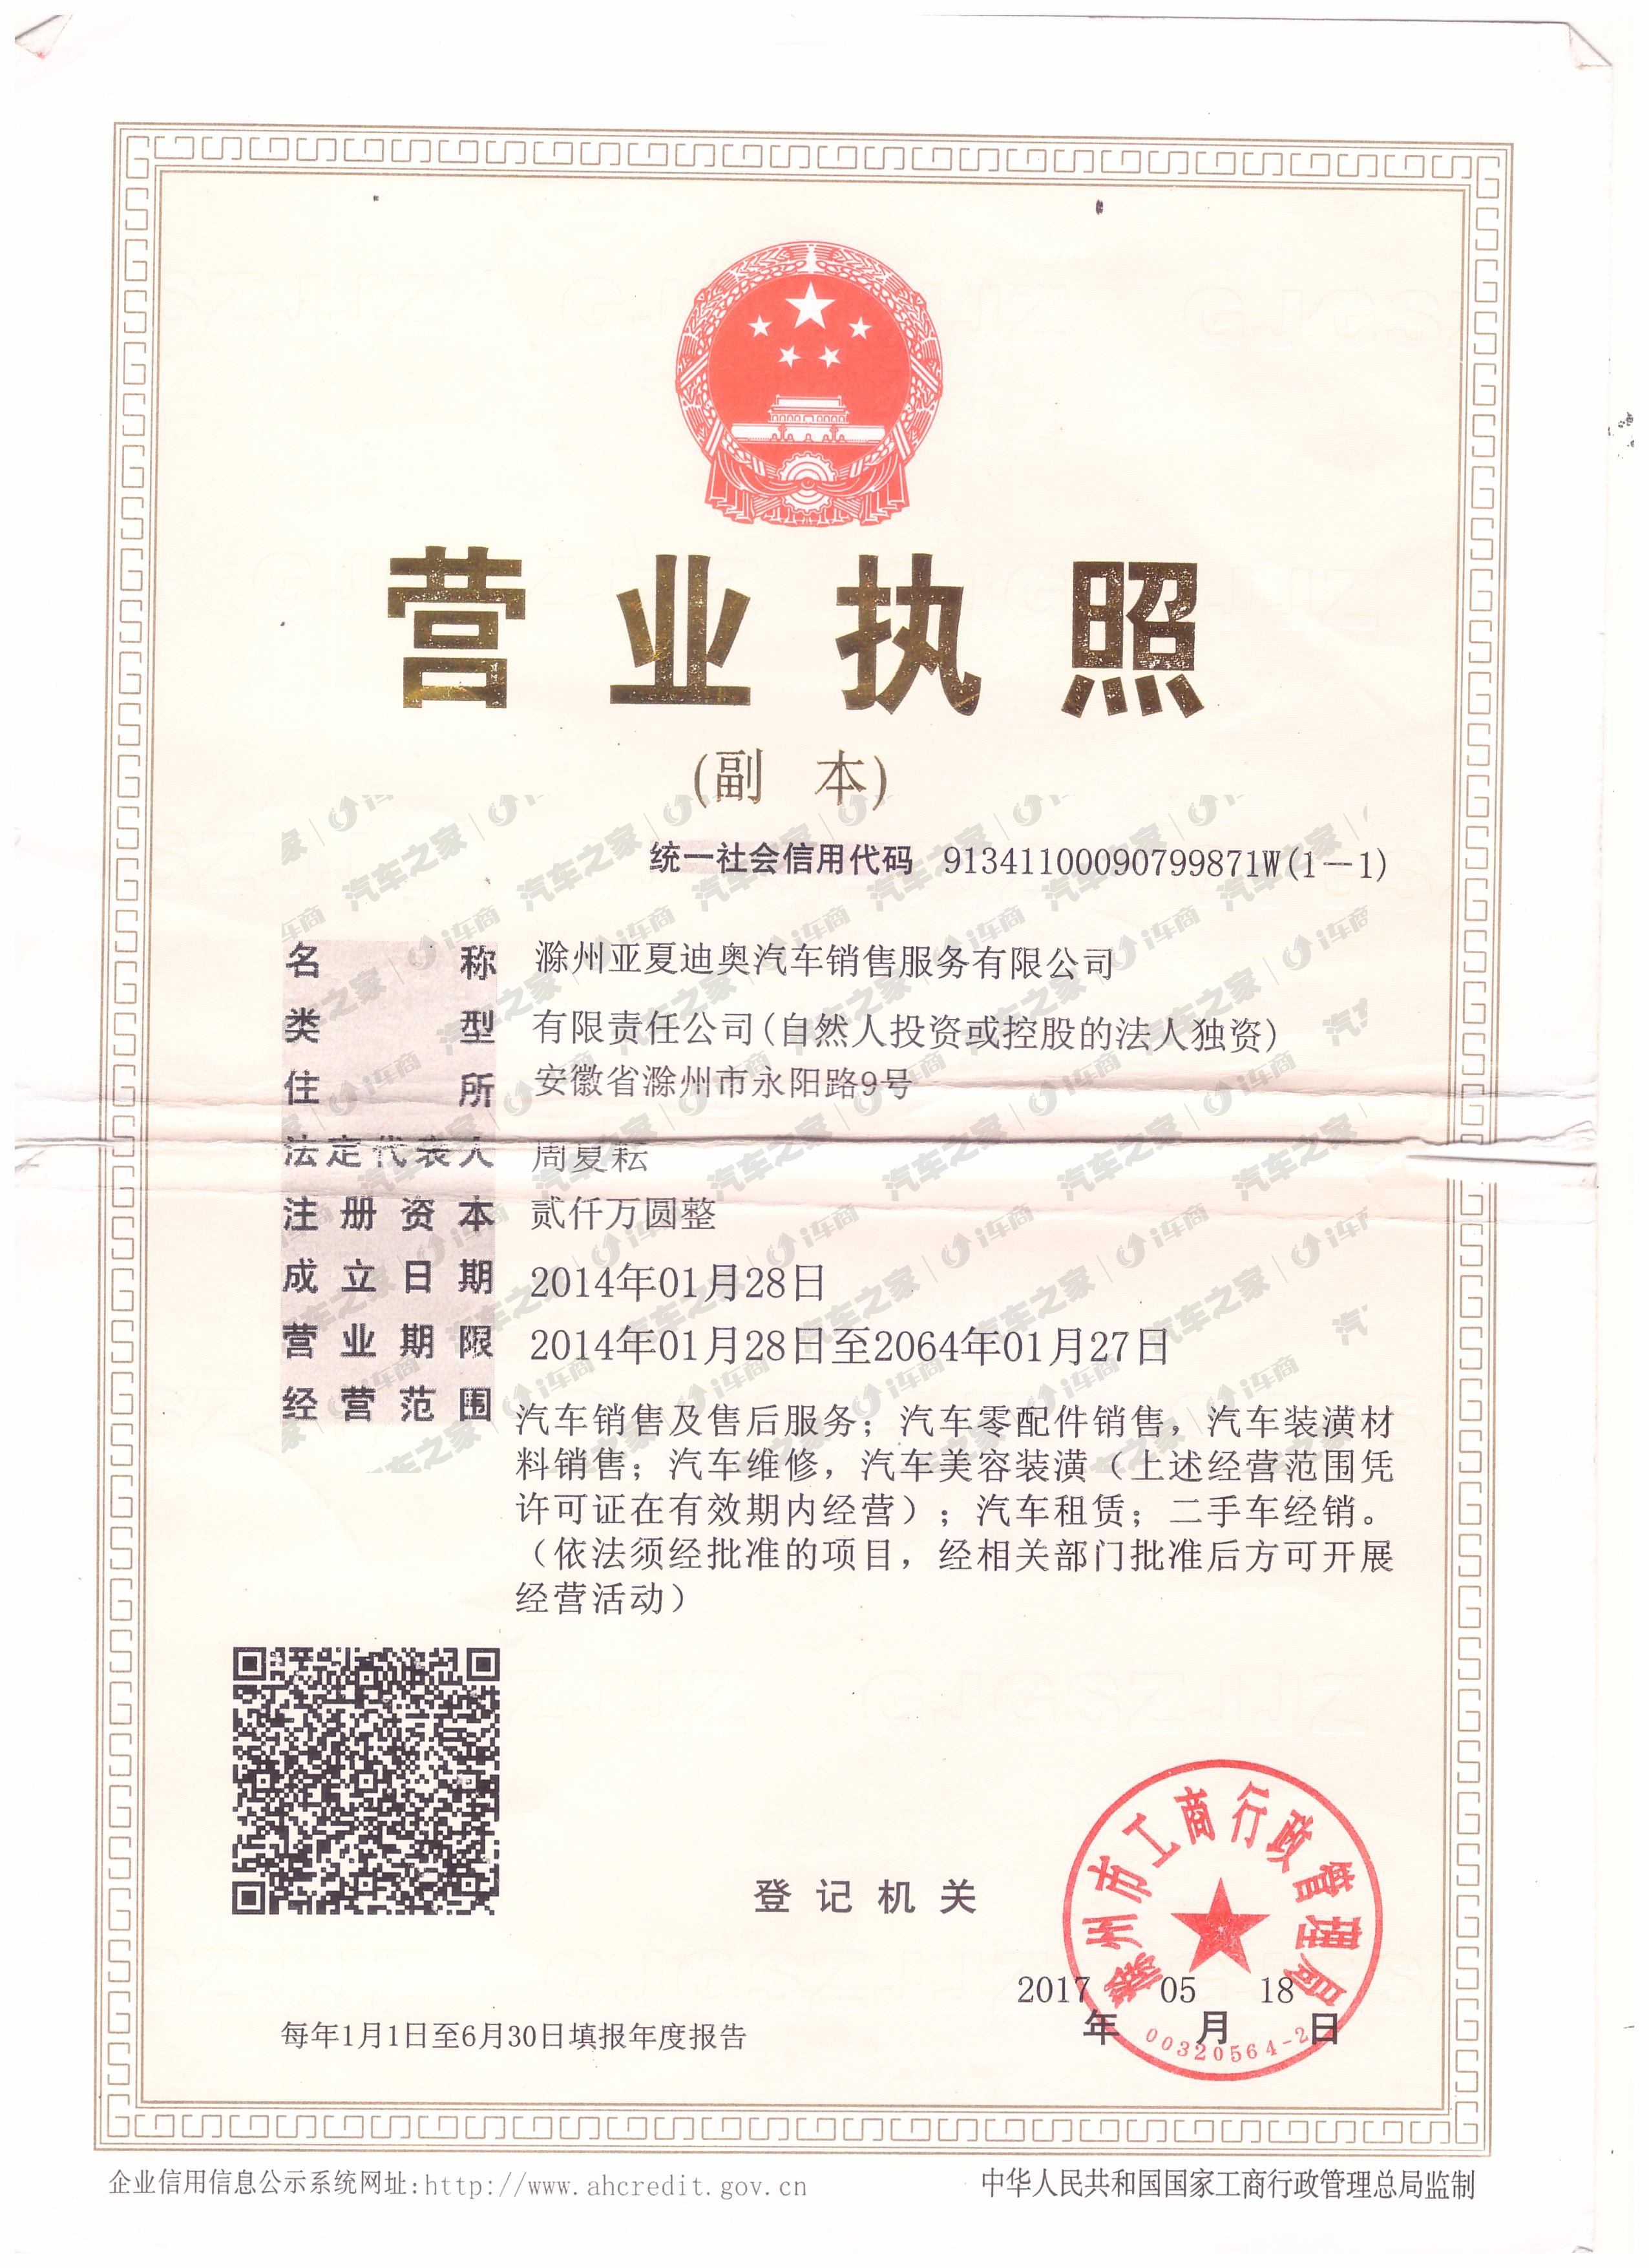 营业执照
(副 本)
统一社会信用代码 91341100090799871W(1-1)
名称 滁州亚夏迪奥汽车销售服务有限公司
类型 有限责任公司(自然人投资或控股的法人独资)
住所 安徽省滁州市永阳路9号
法定代表人 周夏耘
注册资本 贰仟万圆整
成立日期 2014年01月28日
营业期限 2014年01月28日至2064年01月27日
经营范围 汽车销售及售后服务；汽车零配件销售，汽车装潢材
料销售；汽车维修，汽车美容装潢（上述经营范围凭
许可证在有效期内经营）；汽车租赁；二手车经销。
（依法须经批准的项目，经相关部门批准后方可开展
经营活动）
登记机关
滁州市工商行政管理局
2017年05月18日
00320564-2
每年1月1日至6月30日填报年度报告
企业信用信息公示系统网址:http://www.ahcredit.gov.cn
中华人民共和国国家工商行政管理总局监制
汽车之家 i车商